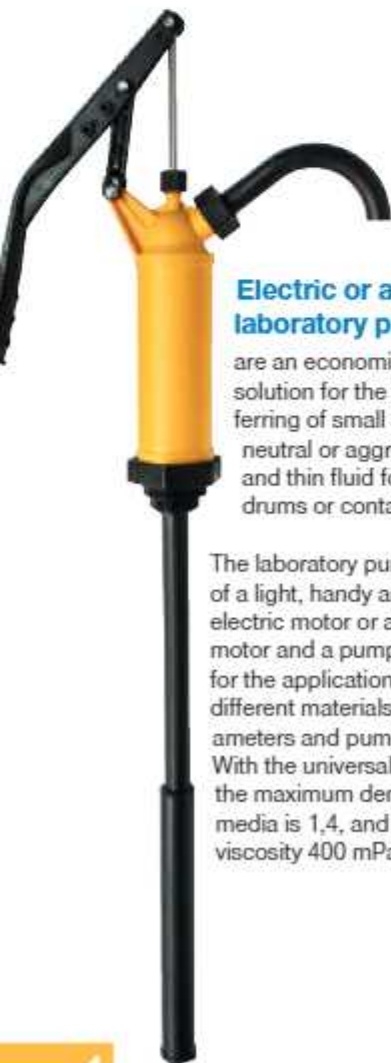 Electric or a
laboratory p
are an economi
solution for the
ferring of small
neutral or aggr
and thin fluid fo
drums or conta
The laboratory pu
of a light, handy a
electric motor or a
motor and a pump
for the application
different materials
ameters and pump
With the universal
the maximum den
media is 1,4, and
viscosity 400 mPa